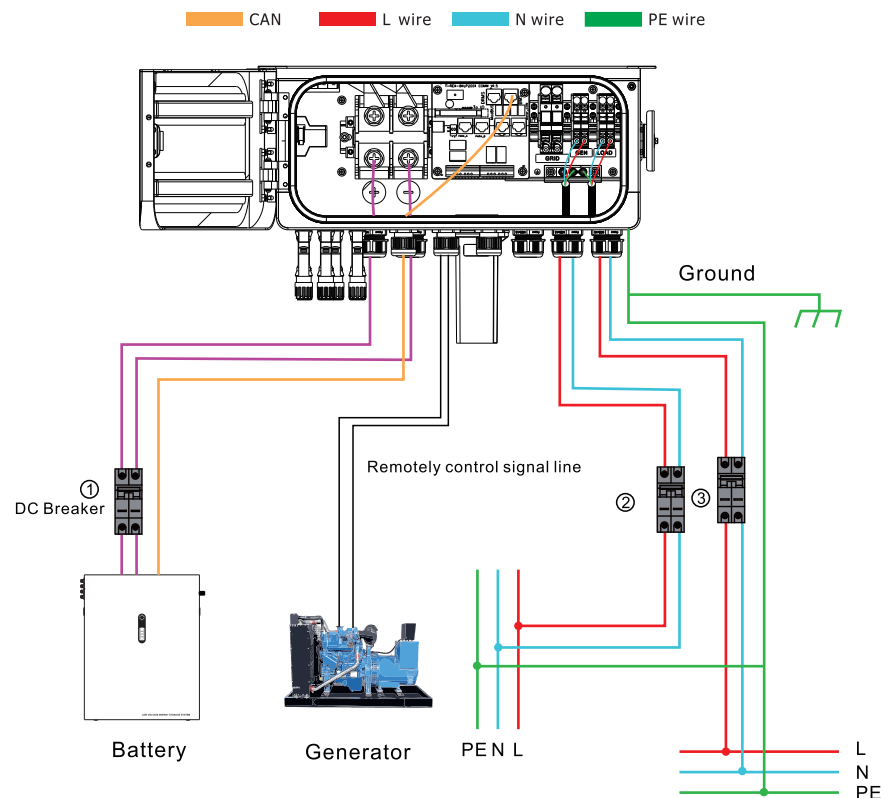 CAN
L wire
N wire
PE wire
GRID
GEN
LOAD
Ground
Remotely control signal line
①
DC Breaker
②
③
Battery
Generator
PE N L
L
N
PE